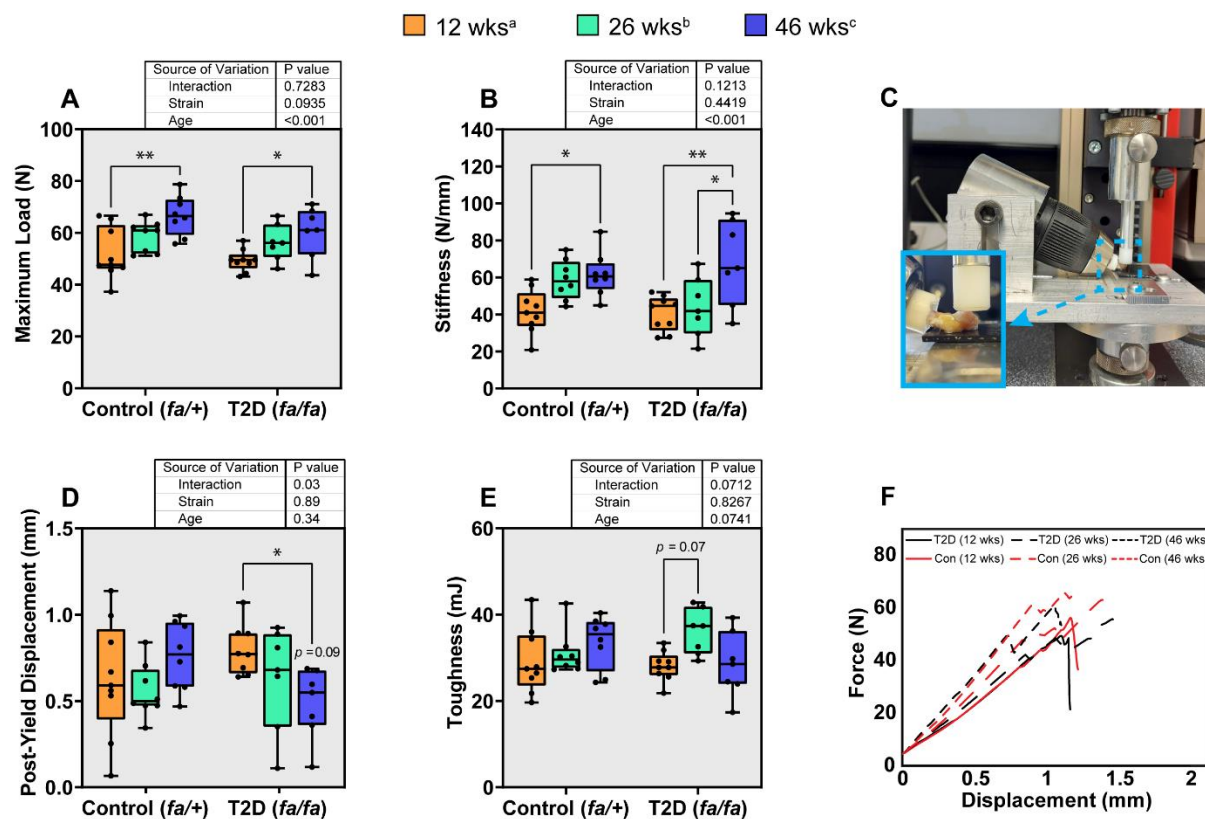 12 wksᵃ 26 wksᵇ 46 wksᶜ
A
Source of Variation P value
Interaction 0.7283
Strain 0.0935
Age <0.001
Maximum Load (N)
100
80
60
40
20
0
**
*
Control (fa/+) T2D (fa/fa)
B
Source of Variation P value
Interaction 0.1213
Strain 0.4419
Age <0.001
Stiffness (N/mm)
140
120
100
80
60
40
20
0
*
**
*
Control (fa/+) T2D (fa/fa)
C
D
Source of Variation P value
Interaction 0.03
Strain 0.89
Age 0.34
Post-Yield Displacement (mm)
1.5
1.0
0.5
0.0
*
p = 0.09
Control (fa/+) T2D (fa/fa)
E
Source of Variation P value
Interaction 0.0712
Strain 0.8267
Age 0.0741
Toughness (mJ)
60
40
20
0
p = 0.07
Control (fa/+) T2D (fa/fa)
F
T2D (12 wks) T2D (26 wks) T2D (46 wks)
Con (12 wks) Con (26 wks) Con (46 wks)
Force (N)
80
60
40
20
0
0 0.5 1 1.5 2
Displacement (mm)